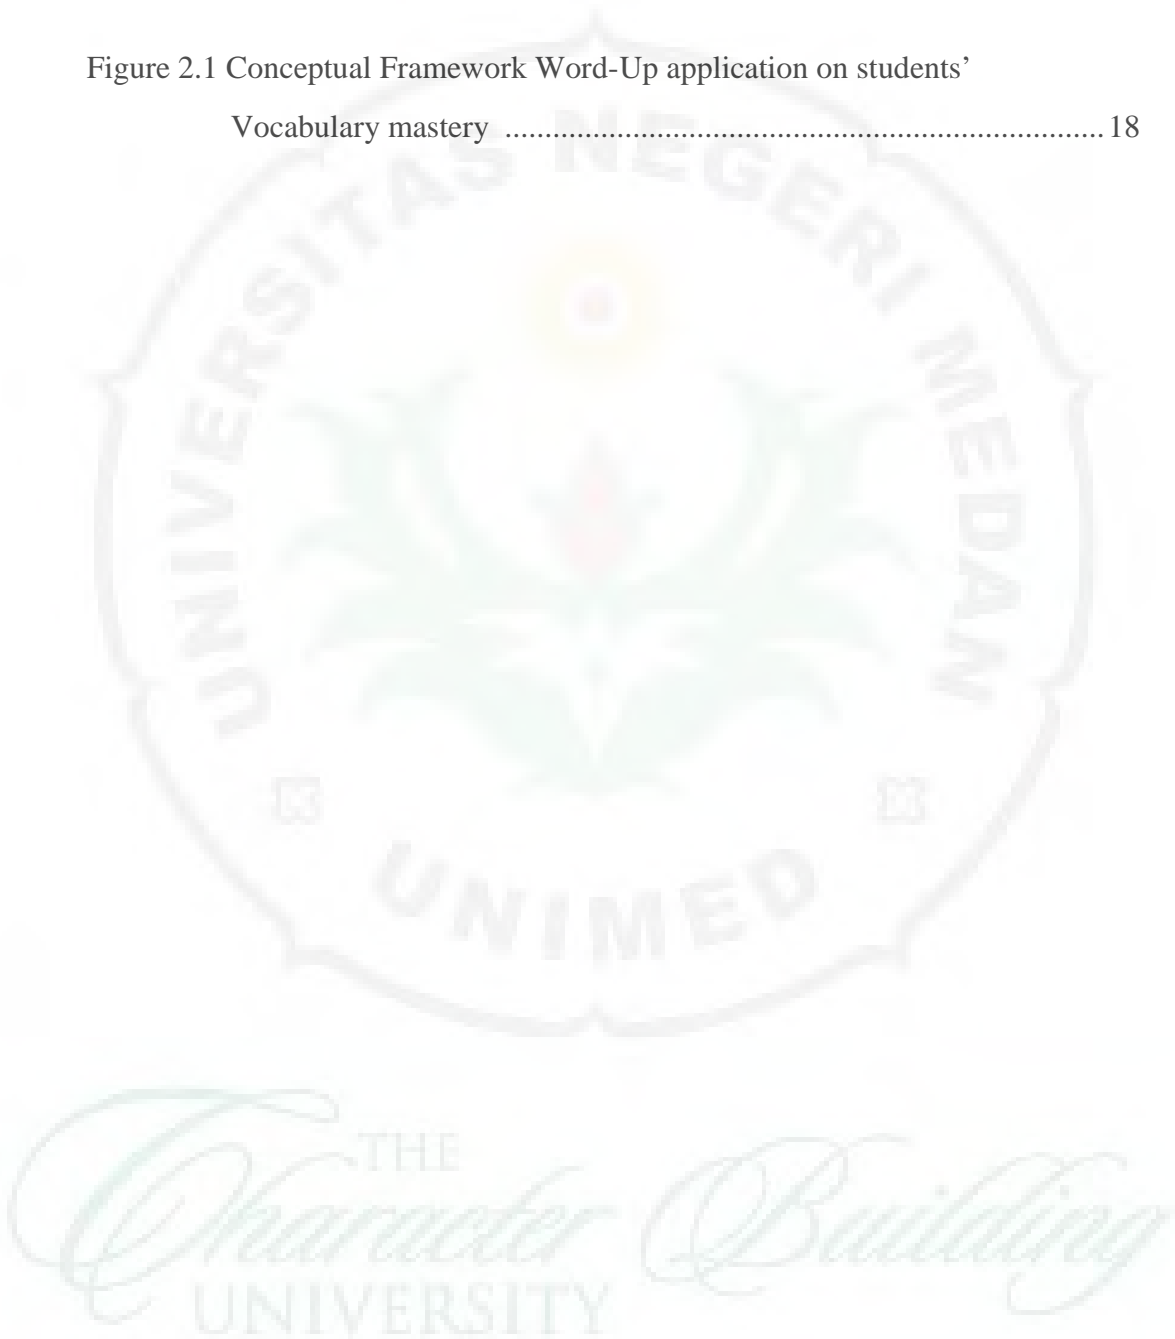 Figure 2.1 Conceptual Framework Word-Up application on students’
Vocabulary mastery ........................................................................... 18
UNIVERSITAS NEGERI MEDAN
UNIMED
THE
Character Building
UNIVERSITY